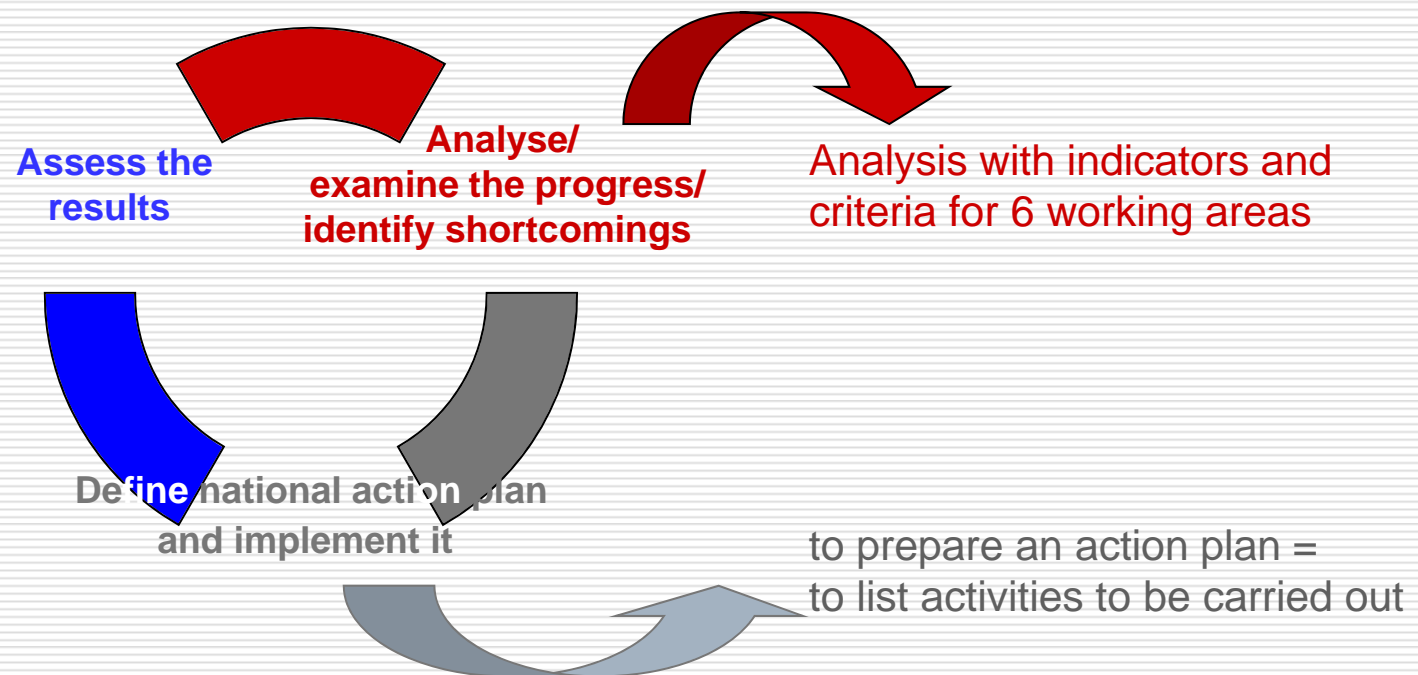 Assess the
results
Analyse/
examine the progress/
identify shortcomings
Analysis with indicators and
criteria for 6 working areas
Define national action plan
and implement it
to prepare an action plan =
to list activities to be carried out